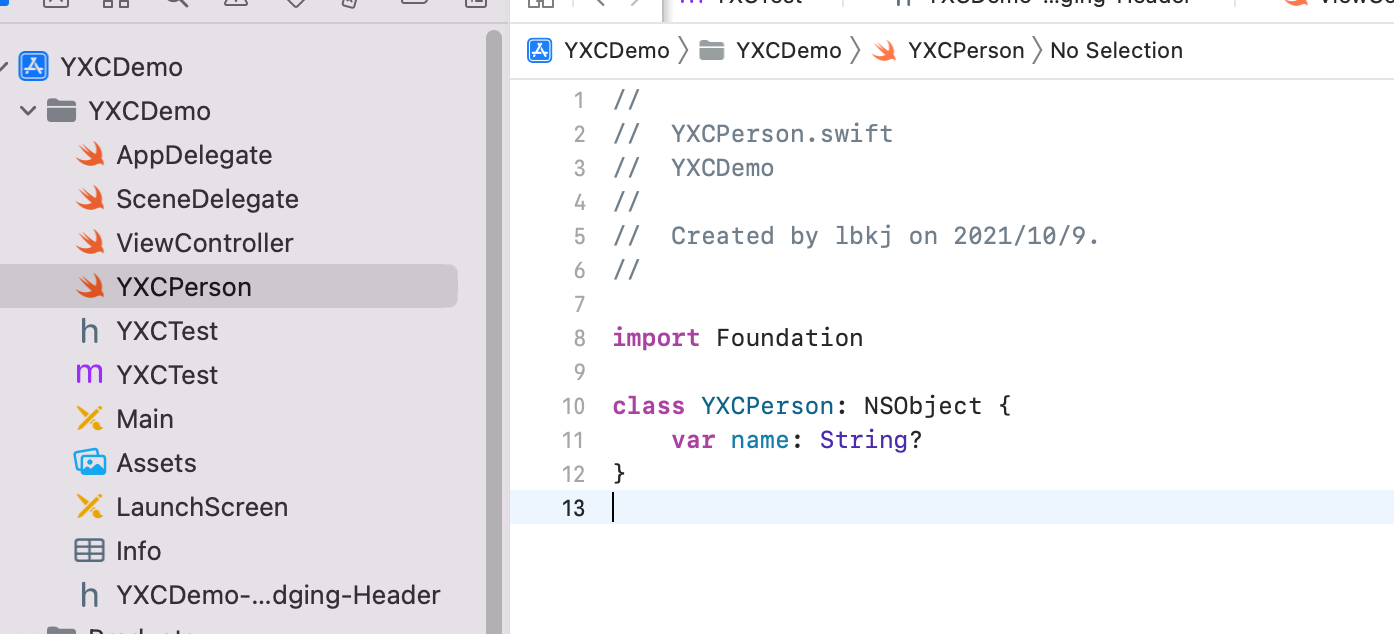 YXCDemo
YXCDemo
AppDelegate
SceneDelegate
ViewController
YXCPerson
h YXCTest
m YXCTest
Main
Assets
LaunchScreen
Info
h YXCDemo-...dging-Header
YXCDemo YXCDemo YXCPerson No Selection
1 //
2 //  YXCPerson.swift
3 //  YXCDemo
4 //
5 //  Created by lbkj on 2021/10/9.
6 //
7
8 import Foundation
9
10 class YXCPerson: NSObject {
11     var name: String?
12 }
13